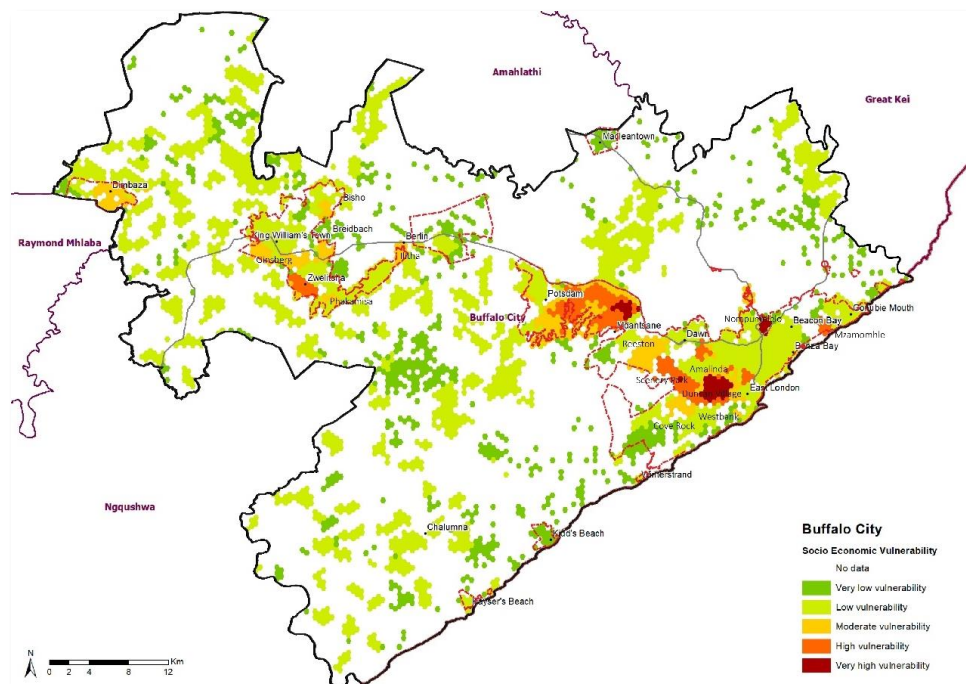 Amahlathi
Great Kei
Macleantown
Dimbaza
Bisho
Raymond Mhlaba
King William's Town
Breidbach
Berlin
Ginsberg
Ilitha
Zwelitsha
Phakamisa
Potsdam
Buffalo City
Mdantsane
Gonubie Mouth
Nompumelelo
Beacon Bay
Mzamomhle
Dawn
Reeston
Bonza Bay
Amalinda
Scenery Park
Duncan Village
East London
Westbank
Cove Rock
Winterstrand
Ngqushwa
Chalumna
Kidd's Beach
Kayser's Beach
Buffalo City
Socio Economic Vulnerability
No data
Very low vulnerability
Low vulnerability
Moderate vulnerability
High vulnerability
Very high vulnerability
N
Km
0 2 4 8 12